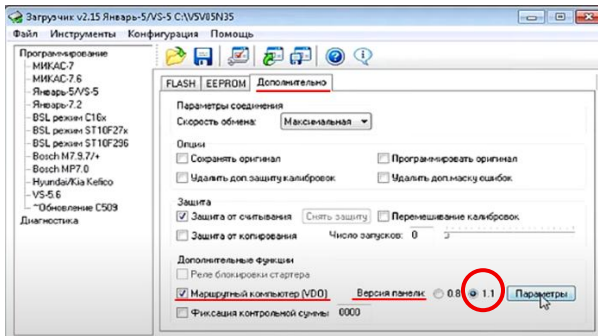 Загрузчик v2.15 Январь-5/VS-5 C:\V5V05N35
Файл Инструменты Конфигурация Помощь
Программирование
МИКАС-7
МИКАС-7.6
Январь-5/VS-5
Январь-7.2
BSL режим C16x
BSL режим ST10F27x
BSL режим ST10F296
Bosch M7.9.7/+
Bosch MP7.0
Hyundai/Kia Kefico
VS-5.6
~Обновление C509
Диагностика
FLASH EEPROM Дополнительно
Параметры соединения
Скорость обмена: Максимальная
Опции
Сохранять оригинал Программировать оригинал
Удалить доп.защиту калибровок Удалить доп.маску ошибок
Защита
Защита от считывания Снять защиту Перемешивание калибровок
Защита от копирования Число запусков: 0
Дополнительные функции
Реле блокировки стартера
Маршрутный компьютер (VDO) Версия панели: 0.8 1.1 Параметры
Фиксация контрольной суммы 0000